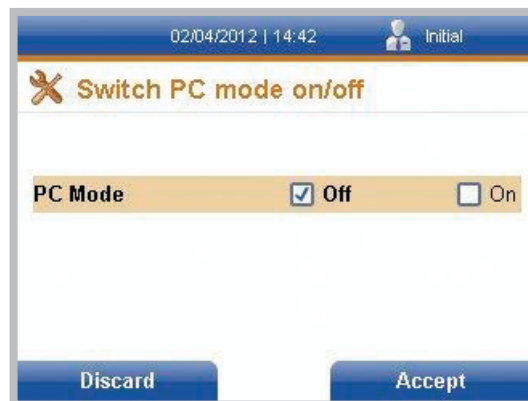 02/04/2012 | 14:42 Initial
Switch PC mode on/off
PC Mode Off On
Discard Accept